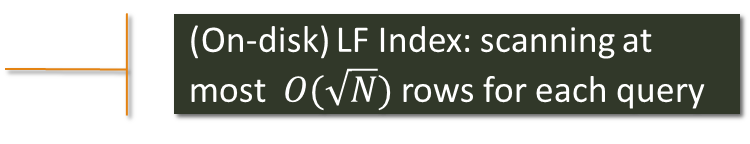 (On-disk) LF Index: scanning at
most O(√N) rows for each query